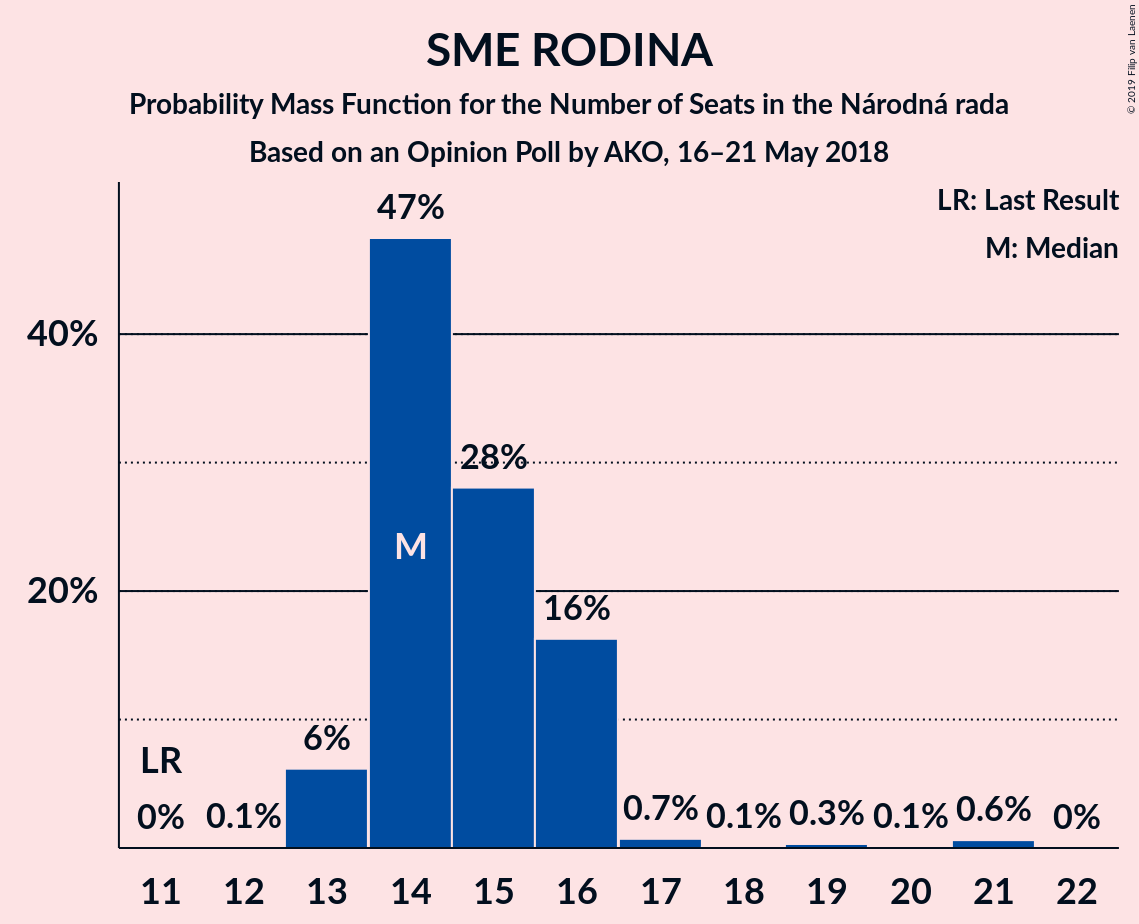 SME RODINA
Probability Mass Function for the Number of Seats in the Národná rada
Based on an Opinion Poll by AKO, 16–21 May 2018
© 2019 Filip van Laenen
LR: Last Result
M: Median
47%
40%
28%
M
20%
16%
6%
LR
0% 0.1% 0.7% 0.1% 0.3% 0.1% 0.6% 0%
11 12 13 14 15 16 17 18 19 20 21 22